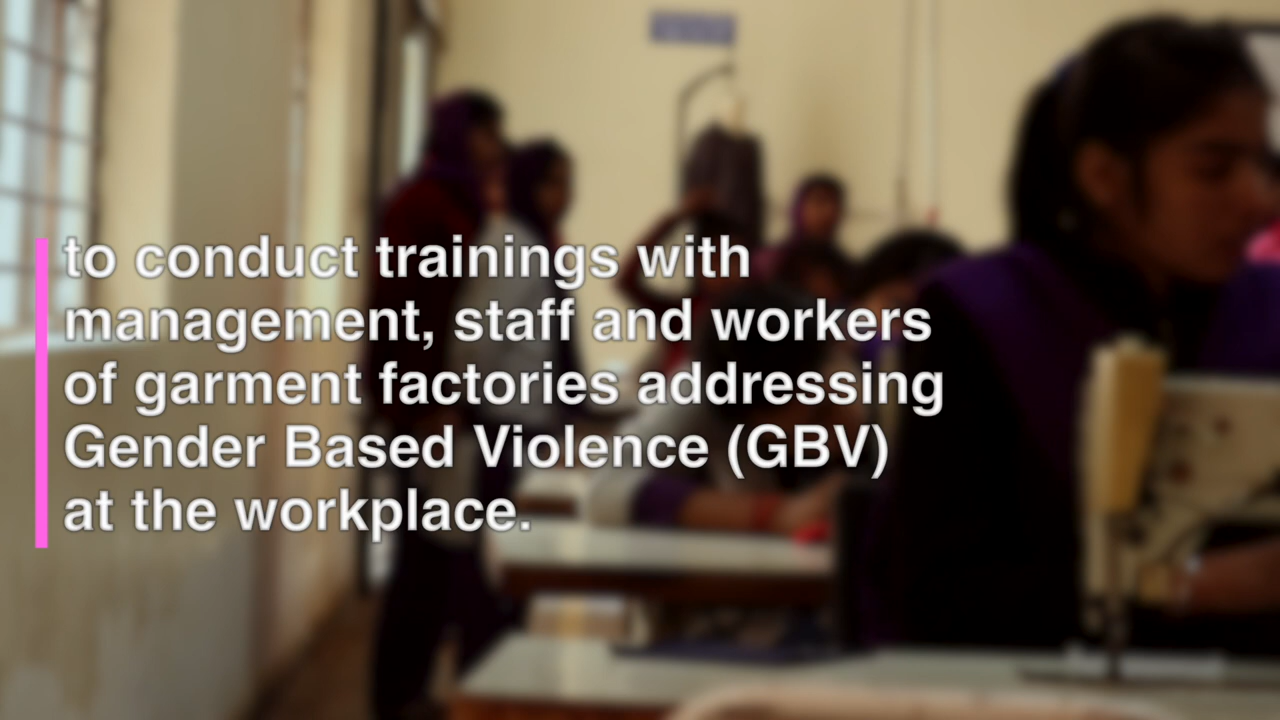 to conduct trainings with
management, staff and workers
of garment factories addressing
Gender Based Violence (GBV)
at the workplace.